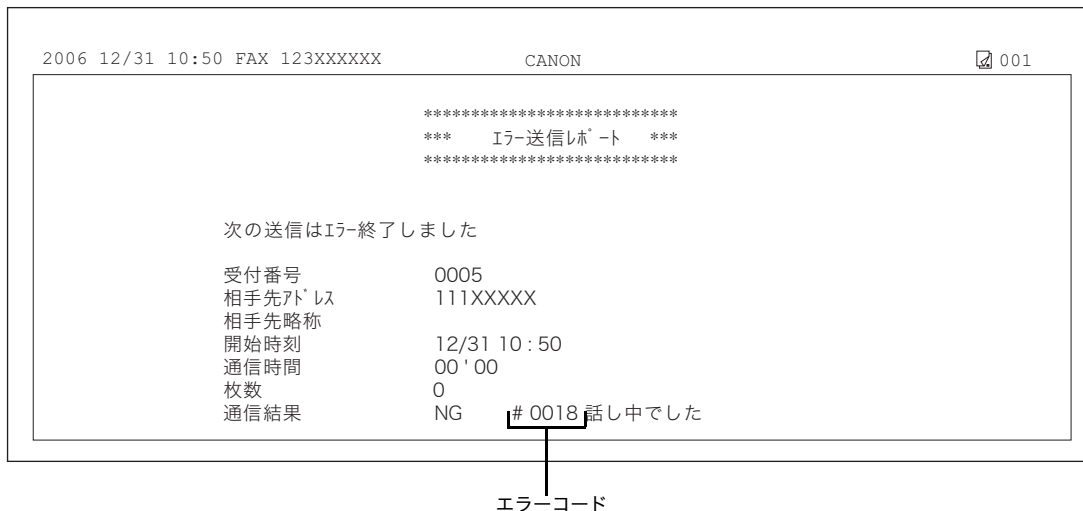 2006 12/31 10:50 FAX 123XXXXXX CANON 001
***************************
*** ｴﾗｰ送信ﾚﾎﾟｰﾄ ***
***************************
次の送信はｴﾗｰ終了しました
受付番号 0005
相手先ｱﾄﾞﾚｽ 111XXXXX
相手先略称
開始時刻 12/31 10 : 50
通信時間 00 ' 00
枚数 0
通信結果 NG # 0018 話し中でした
エラーコード